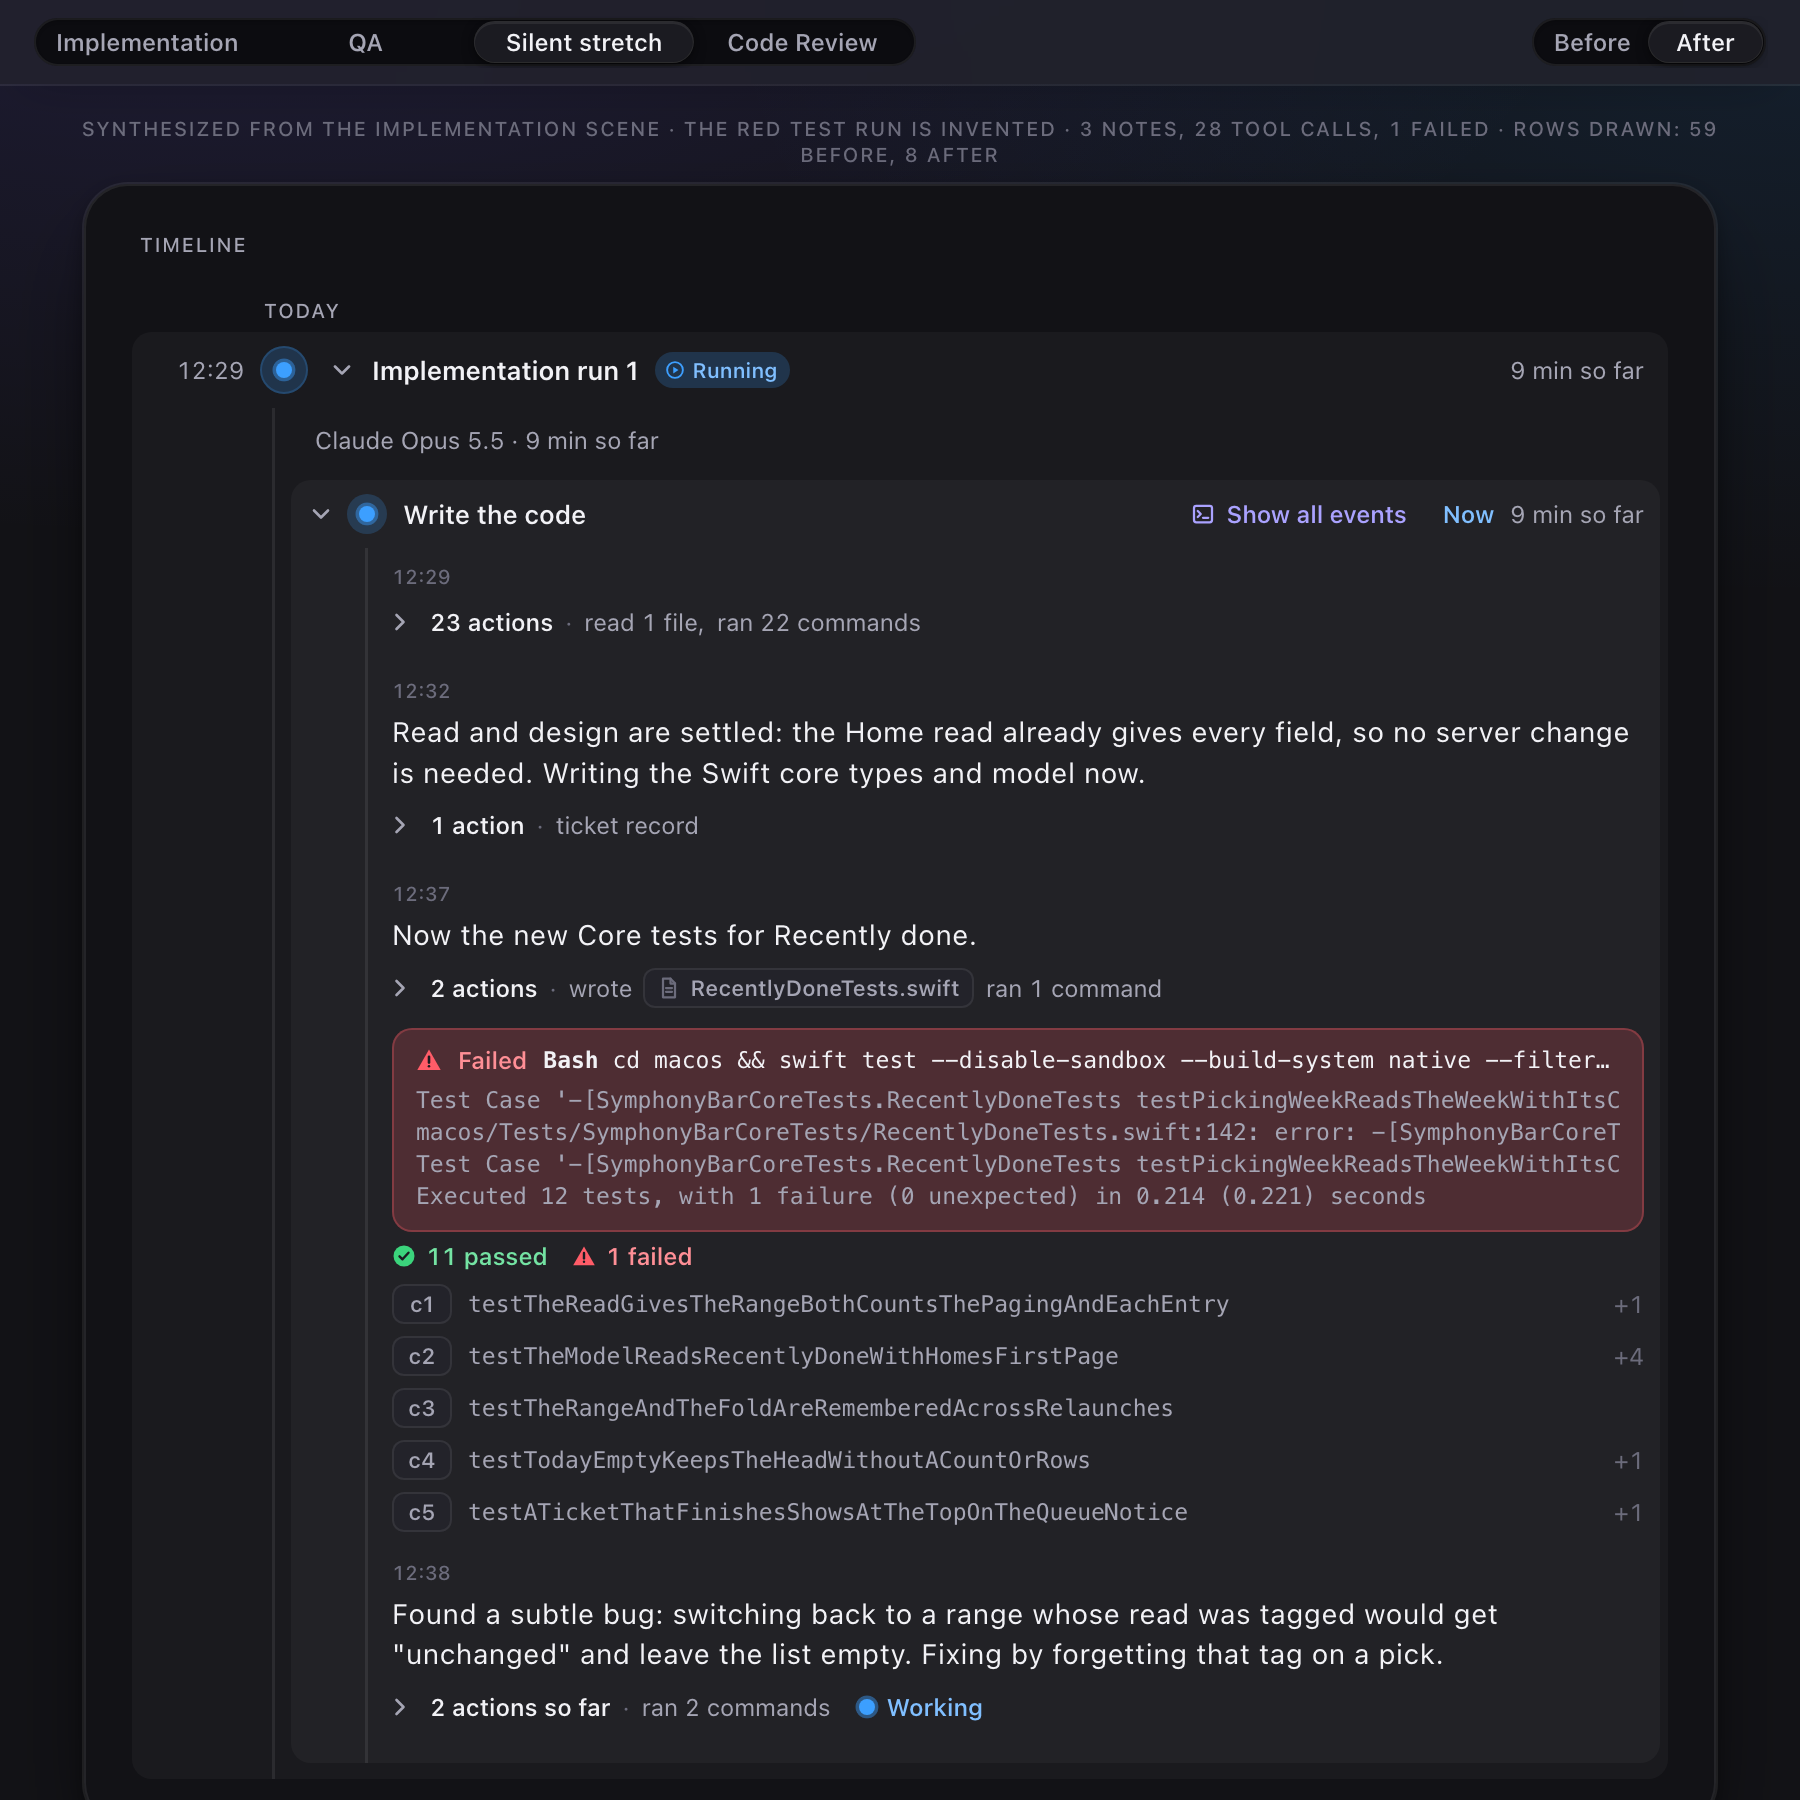 Implementation QA Silent stretch Code Review Before After
SYNTHESIZED FROM THE IMPLEMENTATION SCENE · THE RED TEST RUN IS INVENTED · 3 NOTES, 28 TOOL CALLS, 1 FAILED · ROWS DRAWN: 59
BEFORE, 8 AFTER
TIMELINE
TODAY
12:29 Implementation run 1 Running 9 min so far
Claude Opus 5.5 · 9 min so far
Write the code Show all events Now 9 min so far
12:29
23 actions · read 1 file, ran 22 commands
12:32
Read and design are settled: the Home read already gives every field, so no server change
is needed. Writing the Swift core types and model now.
1 action · ticket record
12:37
Now the new Core tests for Recently done.
2 actions · wrote RecentlyDoneTests.swift ran 1 command
Failed Bash cd macos && swift test --disable-sandbox --build-system native --filter…
Test Case '-[SymphonyBarCoreTests.RecentlyDoneTests testPickingWeekReadsTheWeekWithItsC
macos/Tests/SymphonyBarCoreTests/RecentlyDoneTests.swift:142: error: -[SymphonyBarCoreT
Test Case '-[SymphonyBarCoreTests.RecentlyDoneTests testPickingWeekReadsTheWeekWithItsC
Executed 12 tests, with 1 failure (0 unexpected) in 0.214 (0.221) seconds
11 passed 1 failed
c1 testTheReadGivesTheRangeBothCountsThePagingAndEachEntry +1
c2 testTheModelReadsRecentlyDoneWithHomesFirstPage +4
c3 testTheRangeAndTheFoldAreRememberedAcrossRelaunches
c4 testTodayEmptyKeepsTheHeadWithoutACountOrRows +1
c5 testATicketThatFinishesShowsAtTheTopOnTheQueueNotice +1
12:38
Found a subtle bug: switching back to a range whose read was tagged would get
"unchanged" and leave the list empty. Fixing by forgetting that tag on a pick.
2 actions so far · ran 2 commands Working